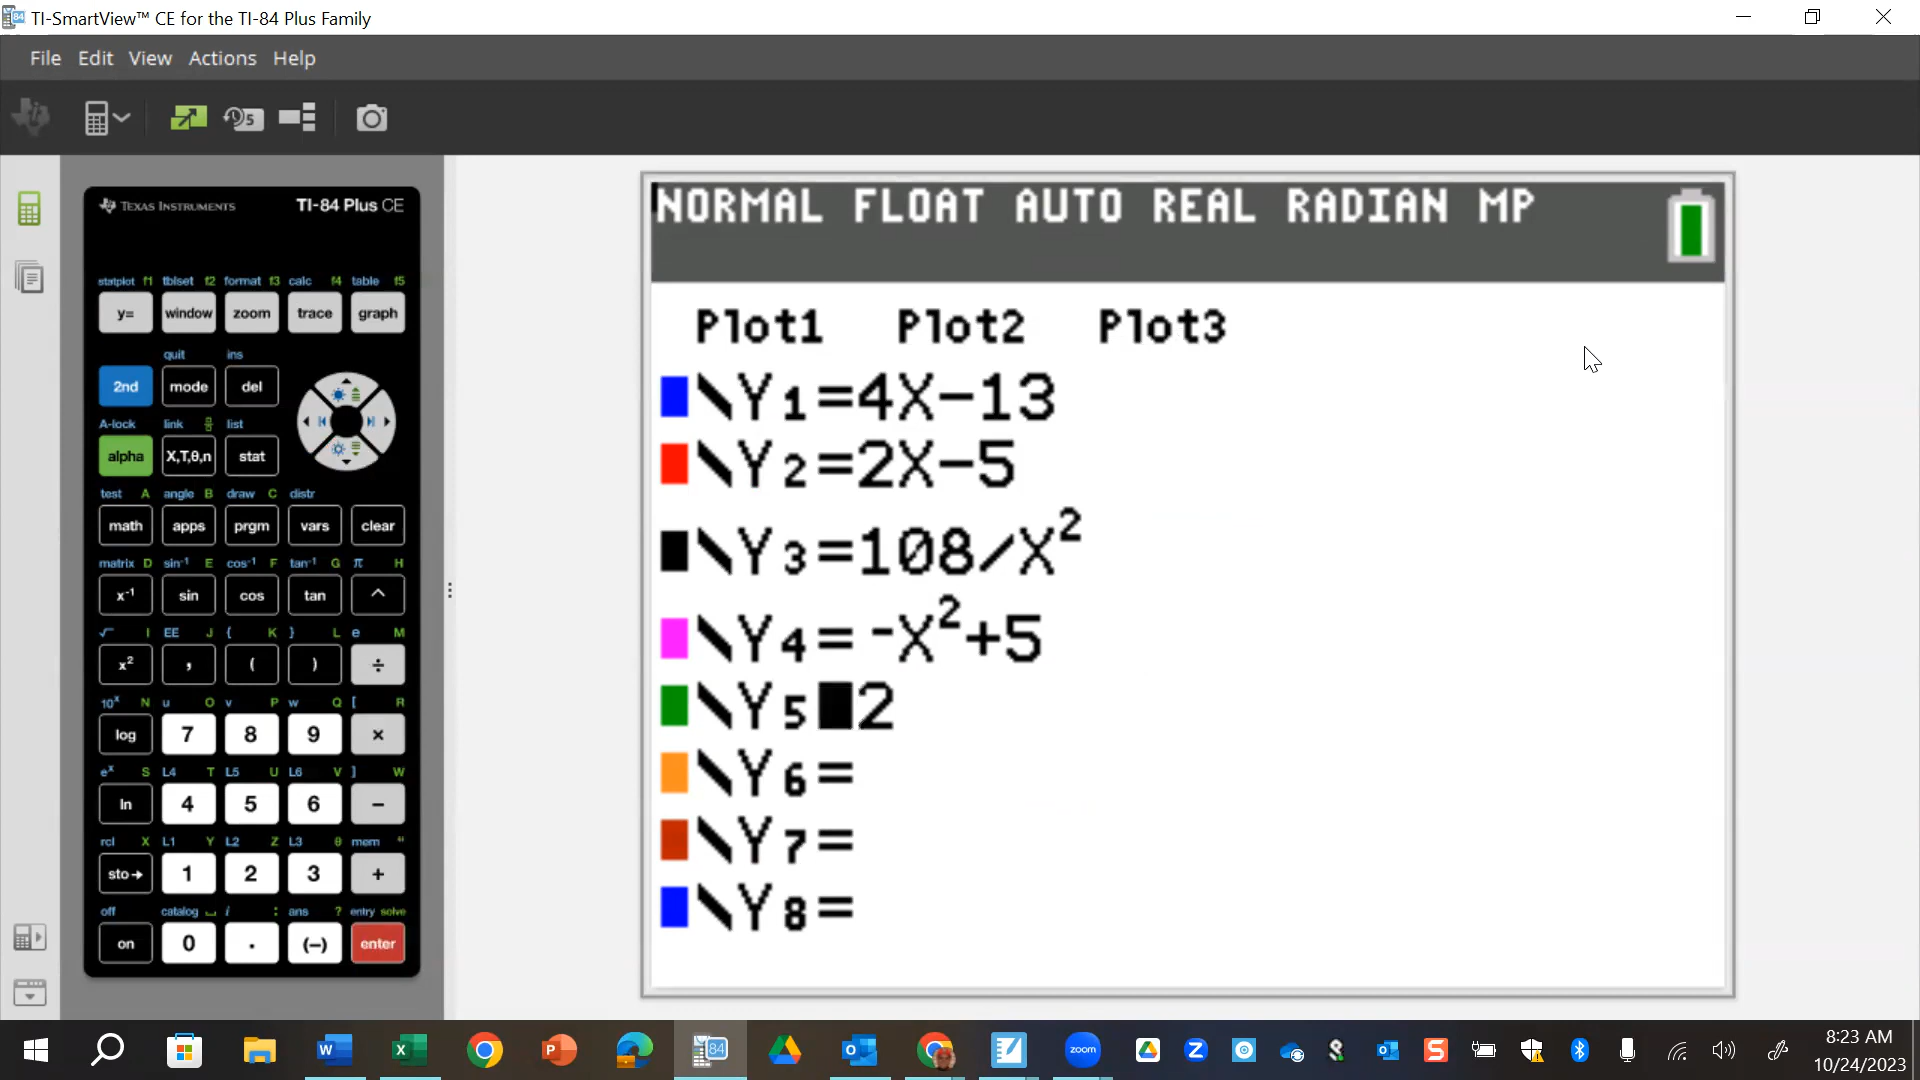 TI-SmartView™ CE for the TI-84 Plus Family
File Edit View Actions Help
TEXAS INSTRUMENTS TI-84 Plus CE
statplot f1 tblset f2 format f3 calc f4 table f5
y= window zoom trace graph
quit ins
2nd mode del
A-lock link list
alpha X,T,θ,n stat
test A angle B draw C distr
math apps prgm vars clear
matrix D sin⁻¹ E cos⁻¹ F tan⁻¹ G π H
x⁻¹ sin cos tan ^
√ I EE J { K } L e M
x² , ( ) ÷
10ˣ N u O v P w Q [ R
log 7 8 9 ×
eˣ S L4 T L5 U L6 V ] W
ln 4 5 6 −
rcl X L1 Y L2 Z L3 θ mem "
sto→ 1 2 3 +
off catalog ⎵ i : ans ? entry solve
on 0 . (−) enter
NORMAL FLOAT AUTO REAL RADIAN MP
Plot1 Plot2 Plot3
\Y1=4X−13
\Y2=2X−5
\Y3=108/X²
\Y4=-X²+5
\Y5=2
\Y6=
\Y7=
\Y8=
8:23 AM
10/24/2023
84
zoom